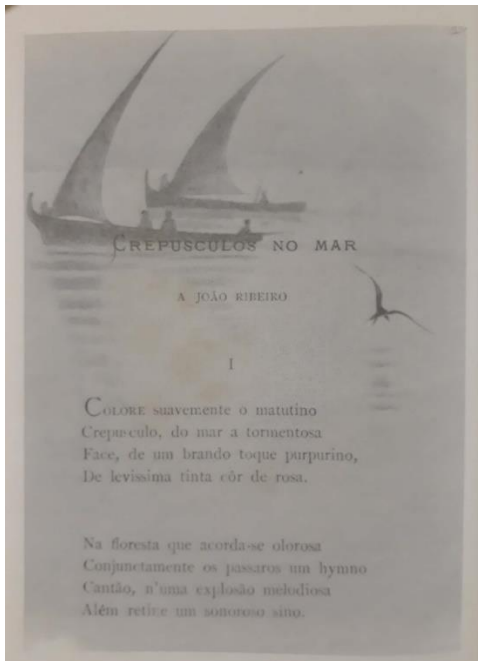 CREPUSCULOS NO MAR
A JOÃO RIBEIRO
I
COLORE suavemente o matutino
Crepusculo, do mar a tormentosa
Face, de um brando toque purpurino,
De levissima tinta côr de rosa.
Na floresta que acorda-se olorosa
Conjunctamente os passaros um hymno
Cantão, n'uma explosão melodiosa
Além retine um sonoroso sino.